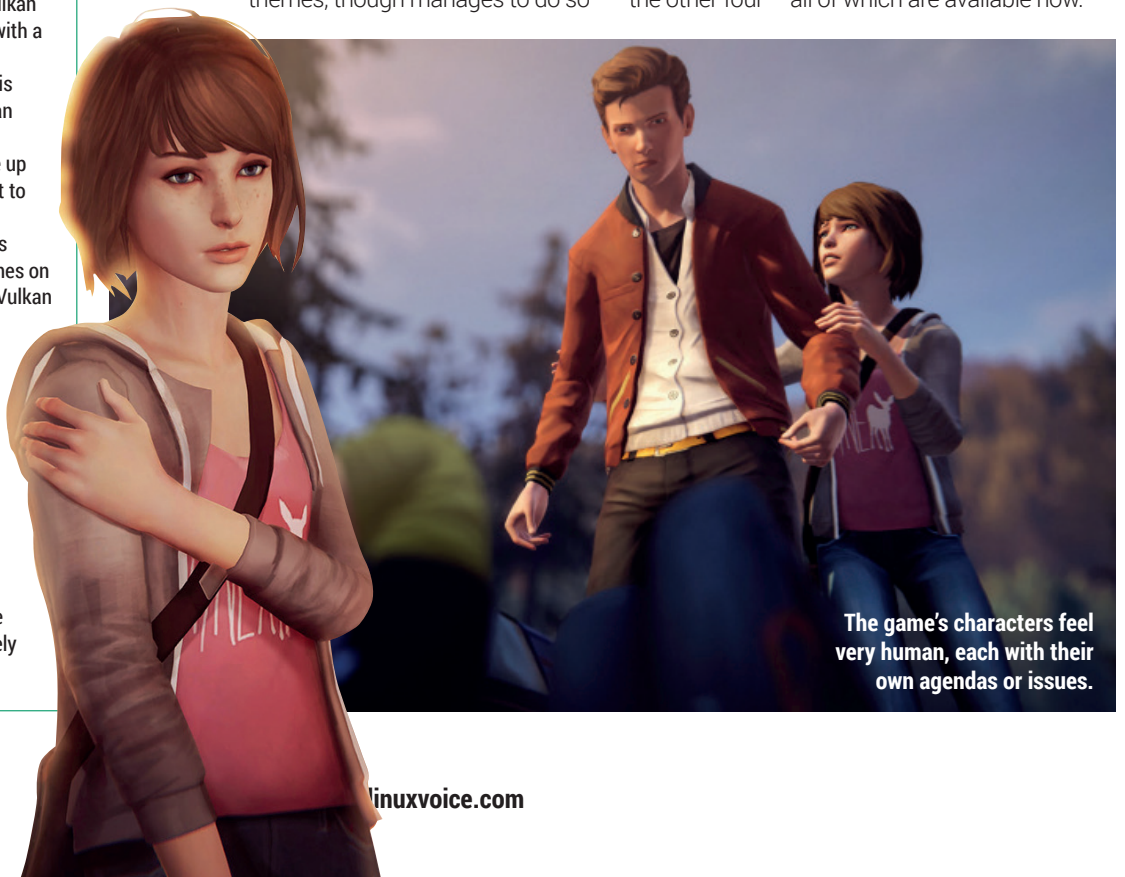 ulkan
with a
is
an
up
t to
s
nes on
Vulkan
e
ely
themes, though manages to do so
the other four
all of which are available now.
The game's characters feel
very human, each with their
own agendas or issues.
linuxvoice.com